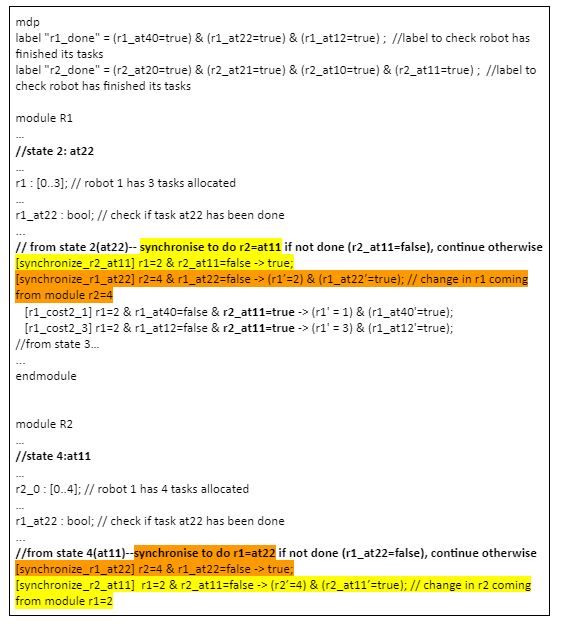 mdp
label "r1_done" = (r1_at40=true) & (r1_at22=true) & (r1_at12=true) ;  //label to check robot has
finished its tasks
label "r2_done" = (r2_at20=true) & (r2_at21=true) & (r2_at10=true) & (r2_at11=true) ;  //label to
check robot has finished its tasks
module R1
...
//state 2: at22
...
r1 : [0..3]; // robot 1 has 3 tasks allocated
...
r1_at22 : bool; // check if task at22 has been done
...
// from state 2(at22)-- synchronise to do r2=at11 if not done (r2_at11=false), continue otherwise
[synchronize_r2_at11] r1=2 & r2_at11=false -> true;
[synchronize_r1_at22] r2=4 & r1_at22=false -> (r1'=2) & (r1_at22'=true); // change in r1 coming
from module r2=4
[r1_cost2_1] r1=2 & r1_at40=false & r2_at11=true -> (r1' = 1) & (r1_at40'=true);
[r1_cost2_3] r1=2 & r1_at12=false & r2_at11=true -> (r1' = 3) & (r1_at12'=true);
//from state 3...
...
endmodule
module R2
...
//state 4:at11
...
r2_0 : [0..4]; // robot 1 has 4 tasks allocated
...
r1_at22 : bool; // check if task at22 has been done
...
//from state 4(at11)--synchronise to do r1=at22 if not done (r1_at22=false), continue otherwise
[synchronize_r1_at22] r2=4 & r1_at22=false -> true;
[synchronize_r2_at11]  r1=2 & r2_at11=false -> (r2'=4) & (r2_at11'=true); // change in r2 coming
from module r1=2